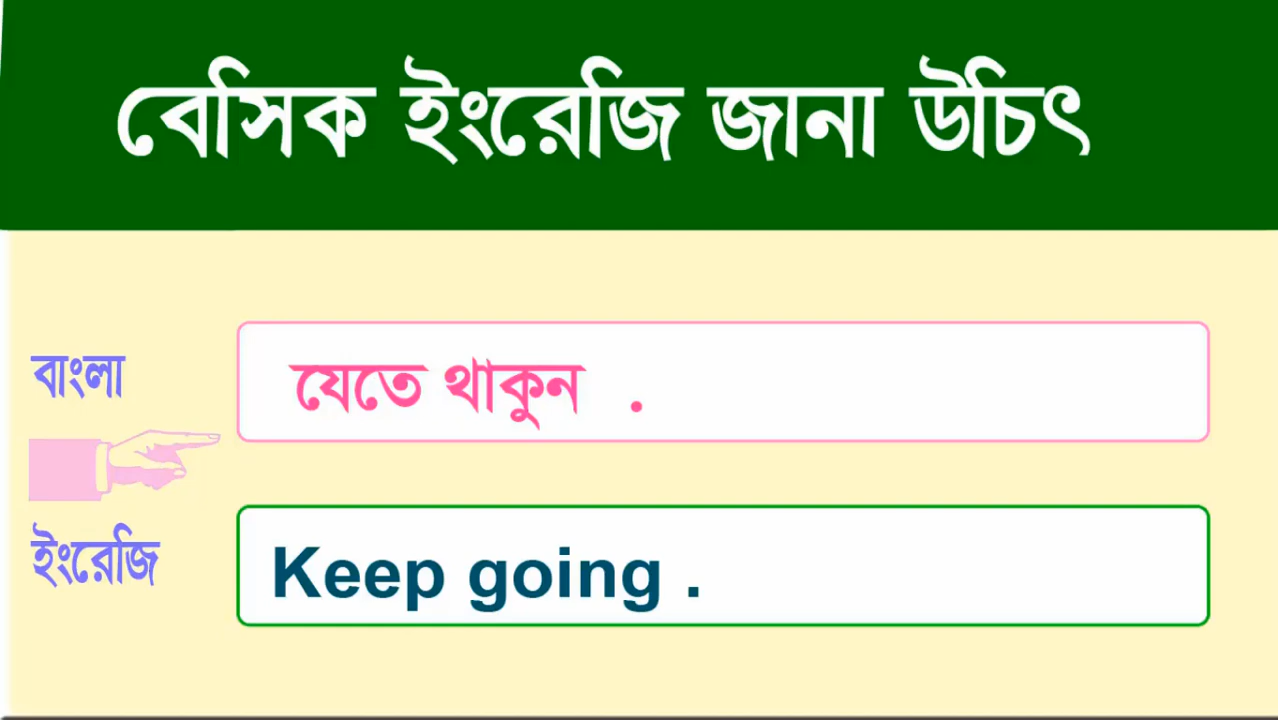 বেসিক ইংরেজি জানা উচিৎ
বাংলা
যেতে থাকুন .
ইংরেজি
Keep going .